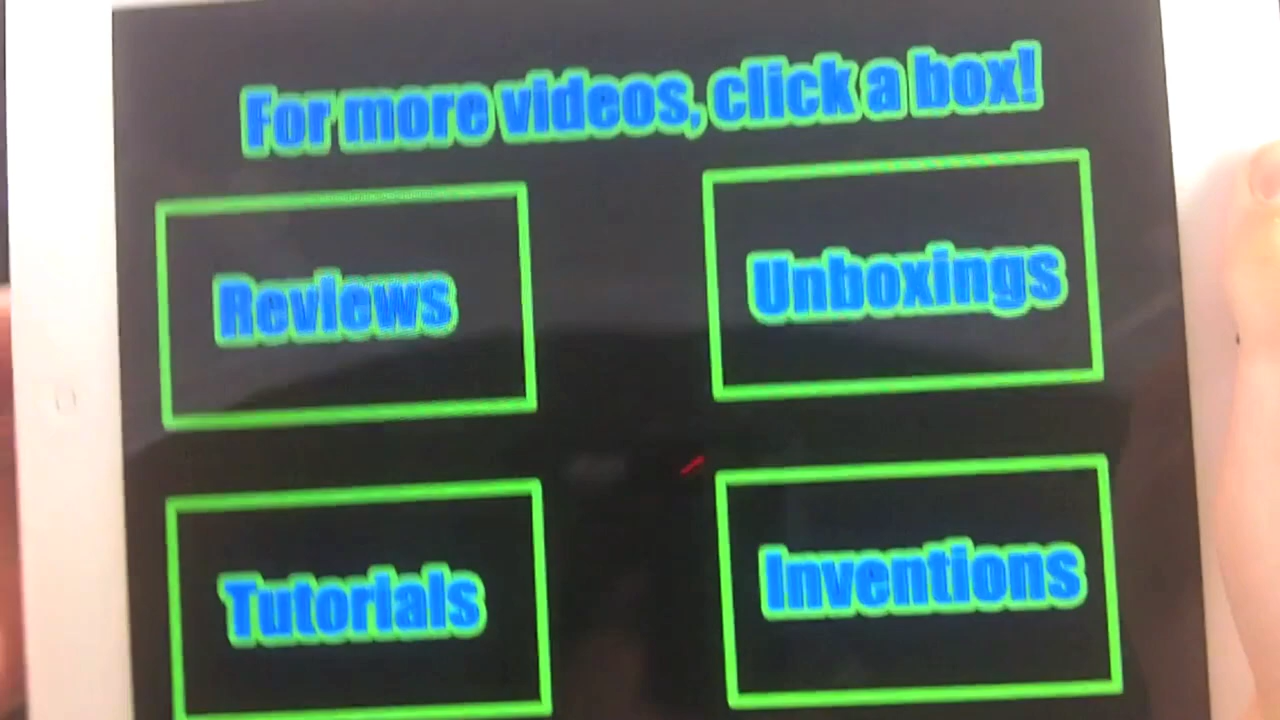 For more videos, click a box!
Reviews
Unboxings
Tutorials
Inventions